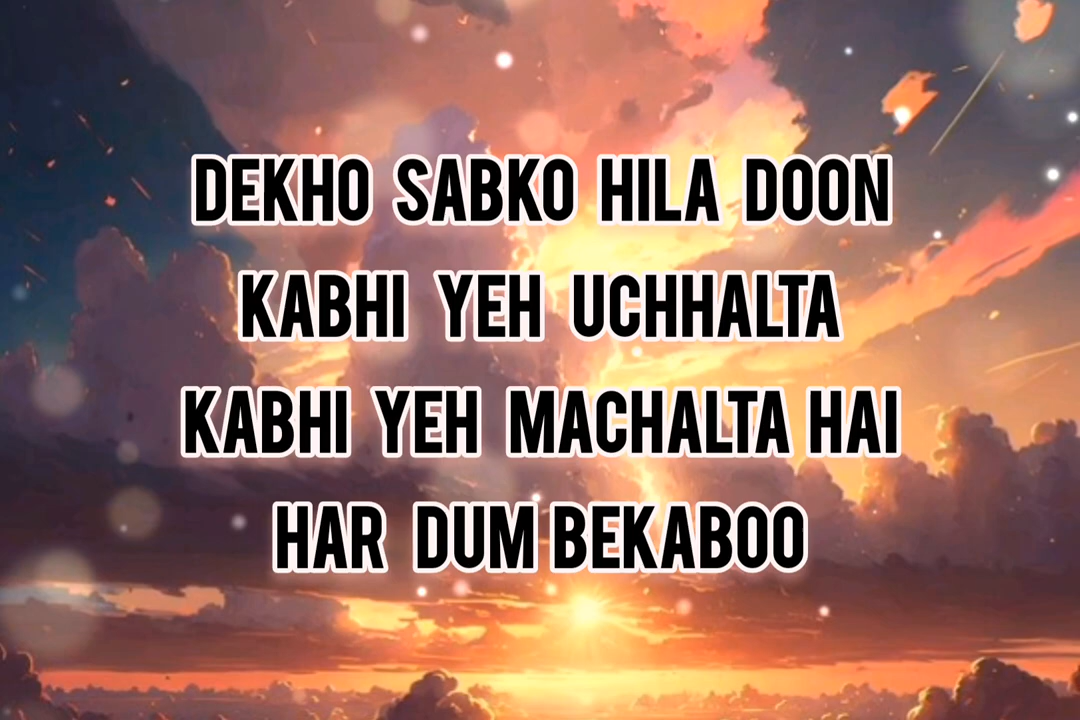 DEKHO SABKO HILA DOON
KABHI YEH UCHHALTA
KABHI YEH MACHALTA HAI
HAR DUM BEKABOO